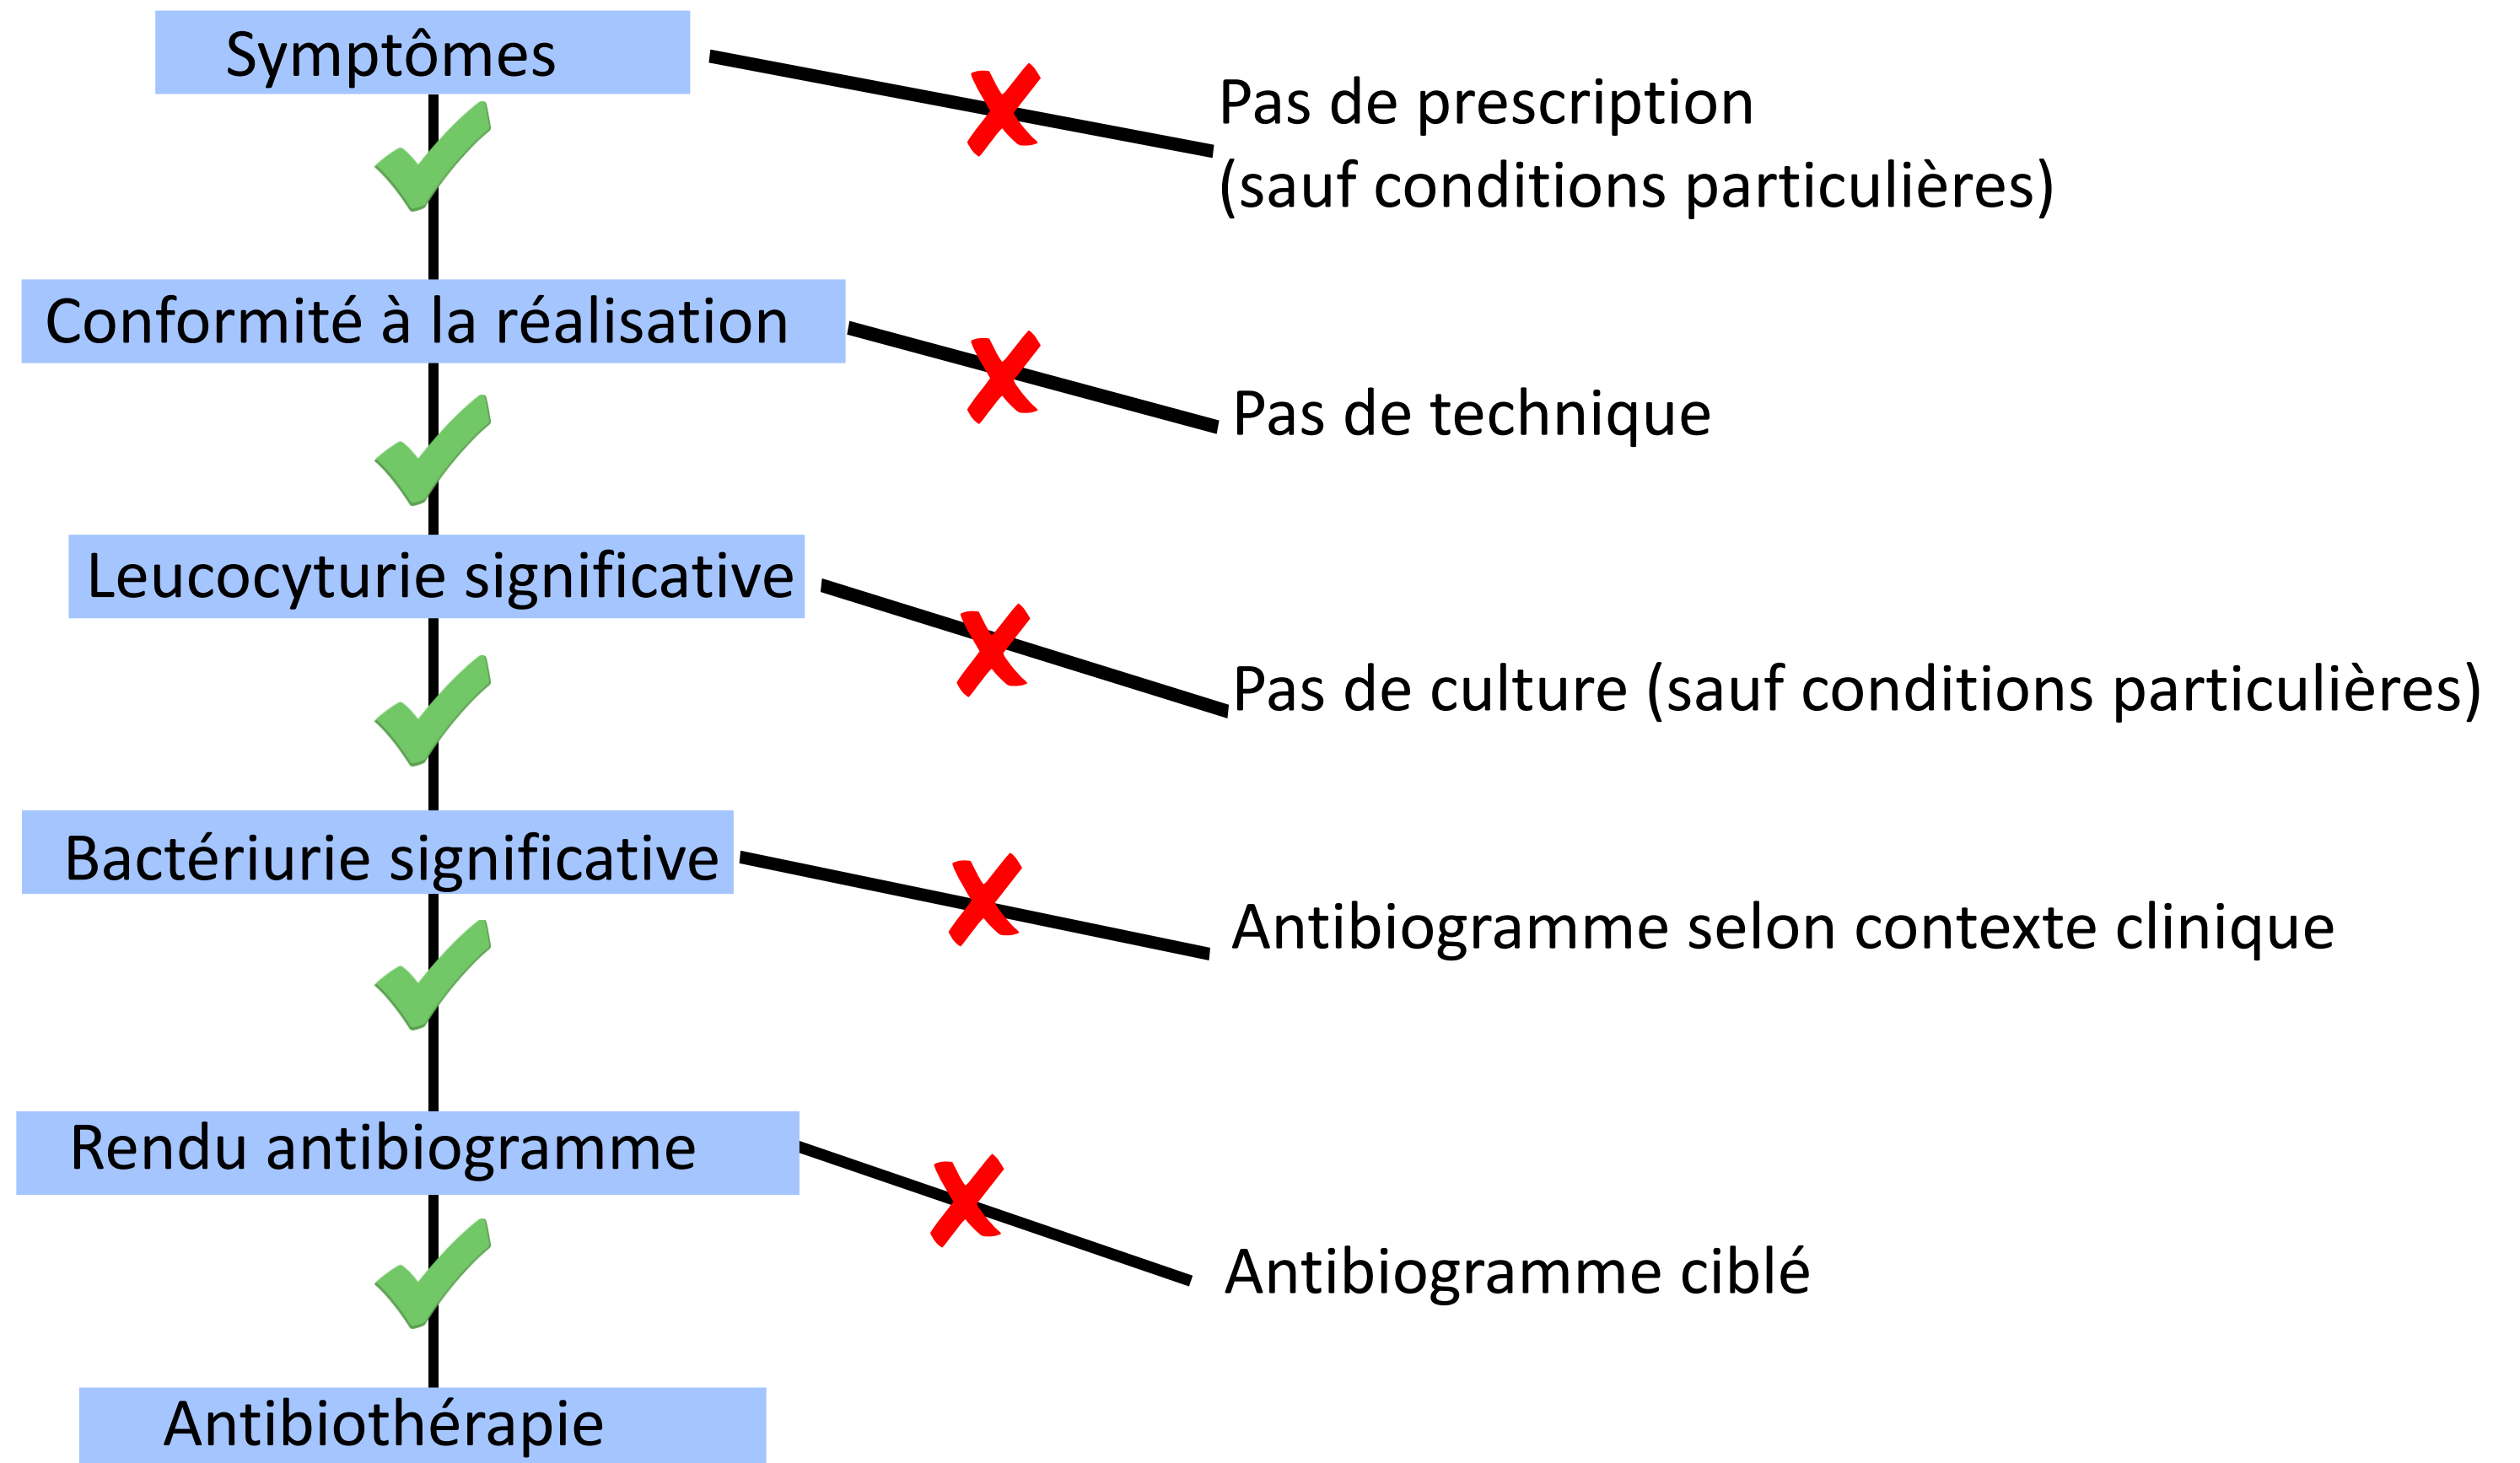 Symptômes
Pas de prescription
(sauf conditions particulières)
Conformité à la réalisation
Pas de technique
Leucocyturie significative
Pas de culture (sauf conditions particulières)
Bactériurie significative
Antibiogramme selon contexte clinique
Rendu antibiogramme
Antibiogramme ciblé
Antibiothérapie